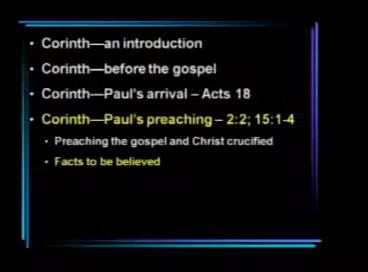 • Corinth—an introduction
• Corinth—before the gospel
• Corinth—Paul's arrival – Acts 18
• Corinth—Paul's preaching – 2:2; 15:1-4
• Preaching the gospel and Christ crucified
• Facts to be believed